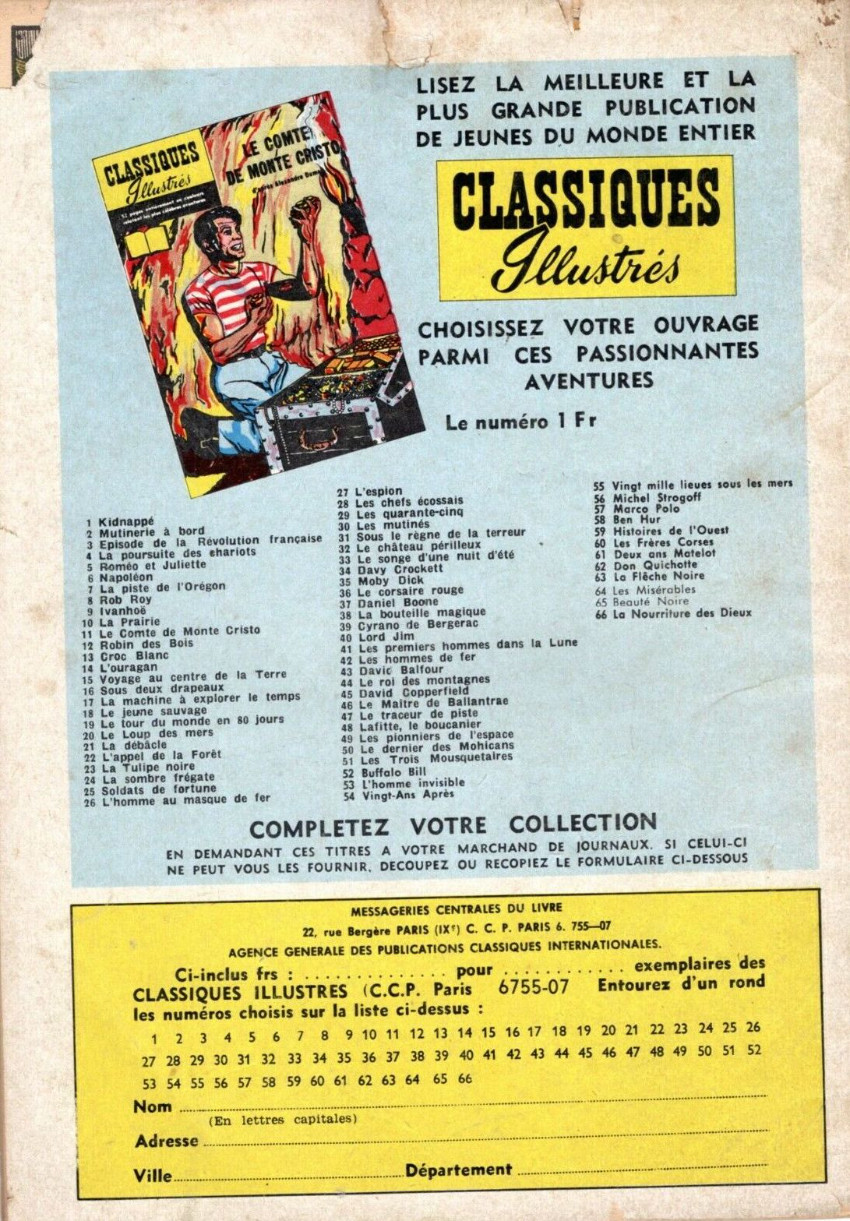 LISEZ LA MEILLEURE ET LA
PLUS GRANDE PUBLICATION
DE JEUNES DU MONDE ENTIER
CLASSIQUES
Illustrés
LE COMTE
DE MONTE CRISTO
d'après Alexandre Dumas
CLASSIQUES
Illustrés
CHOISISSEZ VOTRE OUVRAGE
PARMI CES PASSIONNANTES
AVENTURES
Le numéro 1 Fr
1 Kidnappé
2 Mutinerie à bord
3 Episode de la Révolution française
4 La poursuite des chariots
5 Roméo et Juliette
6 Napoléon
7 La piste de l'Orégon
8 Rob Roy
9 Ivanhoë
10 La Prairie
11 Le Comte de Monte Cristo
12 Robin des Bois
13 Croc Blanc
14 L'ouragan
15 Voyage au centre de la Terre
16 Sous deux drapeaux
17 La machine à explorer le temps
18 Le jeune sauvage
19 Le tour du monde en 80 jours
20 Le Loup des mers
21 La débâcle
22 L'appel de la Forêt
23 La Tulipe noire
24 La sombre frégate
25 Soldats de fortune
26 L'homme au masque de fer
27 L'espion
28 Les chefs écossais
29 Les quarante-cinq
30 Les mutinés
31 Sous le règne de la terreur
32 Le château périlleux
33 Le songe d'une nuit d'été
34 Davy Crockett
35 Moby Dick
36 Le corsaire rouge
37 Daniel Boone
38 La bouteille magique
39 Cyrano de Bergerac
40 Lord Jim
41 Les premiers hommes dans la Lune
42 Les hommes de fer
43 David Balfour
44 Le roi des montagnes
45 David Copperfield
46 Le Maître de Ballantrae
47 Le traceur de piste
48 Lafitte, le boucanier
49 Les pionniers de l'espace
50 Le dernier des Mohicans
51 Les Trois Mousquetaires
52 Buffalo Bill
53 L'homme invisible
54 Vingt-Ans Après
55 Vingt mille lieues sous les mers
56 Michel Strogoff
57 Marco Polo
58 Ben Hur
59 Histoires de l'Ouest
60 Les Frères Corses
61 Deux ans Matelot
62 Don Quichotte
63 La Flèche Noire
64 Les Misérables
65 Beauté Noire
66 La Nourriture des Dieux
COMPLETEZ VOTRE COLLECTION
EN DEMANDANT CES TITRES A VOTRE MARCHAND DE JOURNAUX. SI CELUI-CI
NE PEUT VOUS LES FOURNIR, DECOUPEZ OU RECOPIEZ LE FORMULAIRE CI-DESSOUS
MESSAGERIES CENTRALES DU LIVRE
22, rue Bergère PARIS (IXe) C. C. P. PARIS 6. 755-07
AGENCE GENERALE DES PUBLICATIONS CLASSIQUES INTERNATIONALES.
Ci-inclus frs : .............. pour ............ exemplaires des
CLASSIQUES ILLUSTRES (C.C.P. Paris 6755-07 Entourez d'un rond
les numéros choisis sur la liste ci-dessus :
1 2 3 4 5 6 7 8 9 10 11 12 13 14 15 16 17 18 19 20 21 22 23 24 25 26
27 28 29 30 31 32 33 34 35 36 37 38 39 40 41 42 43 44 45 46 47 48 49 50 51 52
53 54 55 56 57 58 59 60 61 62 63 64 65 66
Nom
(En lettres capitales)
Adresse
Ville Département